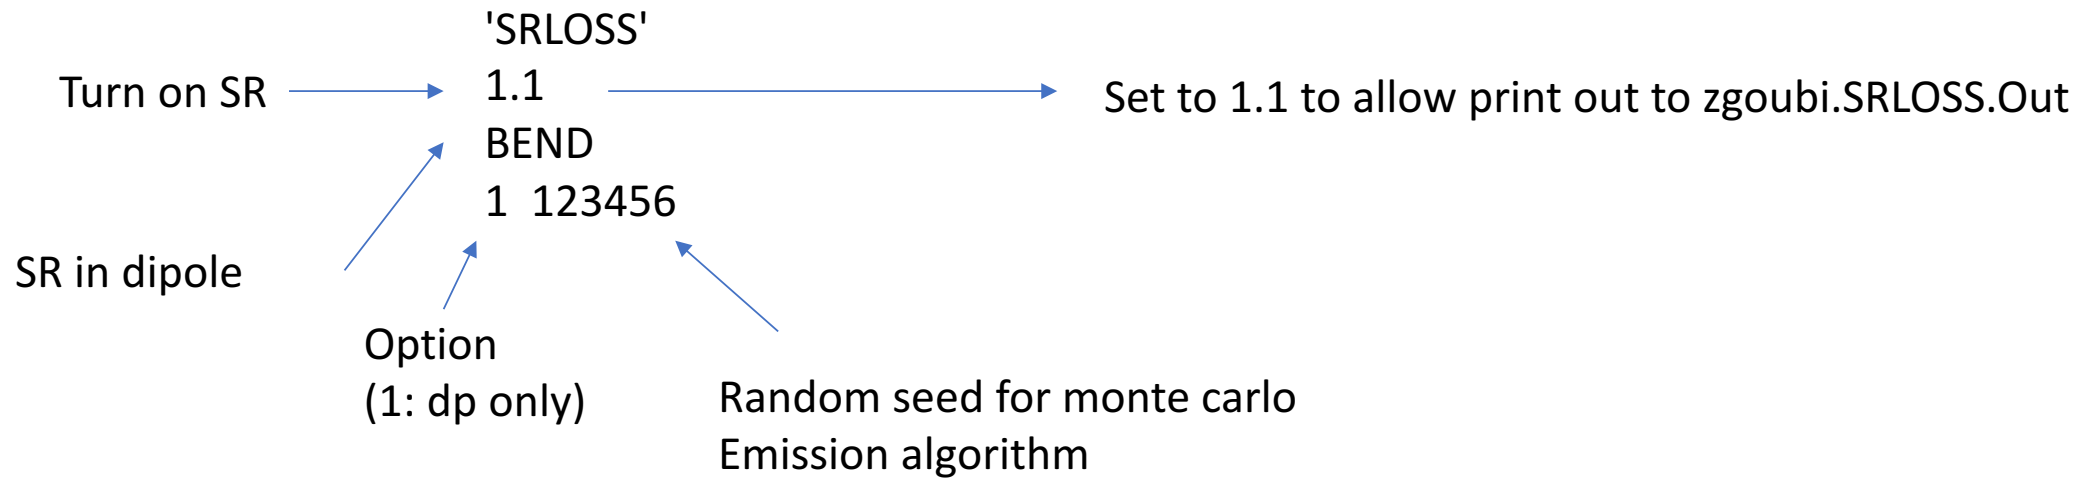 'SRLOSS'
Turn on SR
1.1
Set to 1.1 to allow print out to zgoubi.SRLOSS.Out
BEND
1 123456
SR in dipole
Option
(1: dp only)
Random seed for monte carlo
Emission algorithm